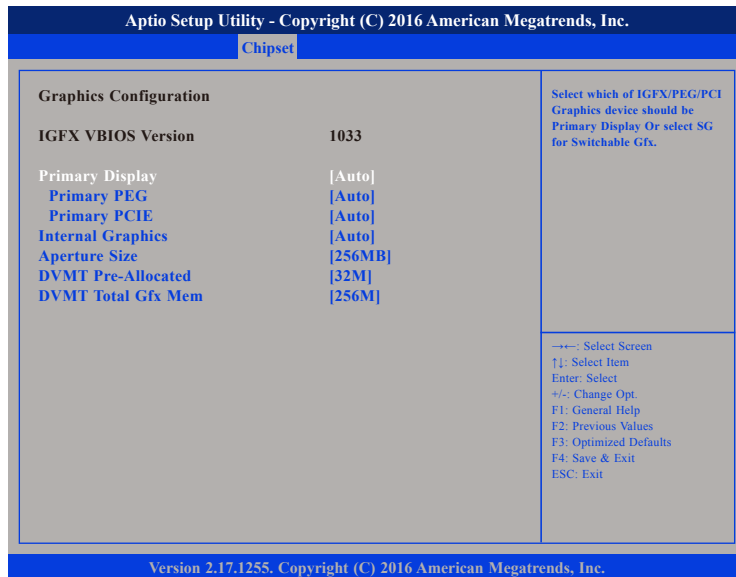 Aptio Setup Utility - Copyright (C) 2016 American Megatrends, Inc.
Chipset
Graphics Configuration
IGFX VBIOS Version 1033
Primary Display [Auto]
Primary PEG [Auto]
Primary PCIE [Auto]
Internal Graphics [Auto]
Aperture Size [256MB]
DVMT Pre-Allocated [32M]
DVMT Total Gfx Mem [256M]
Select which of IGFX/PEG/PCI
Graphics device should be
Primary Display Or select SG
for Switchable Gfx.
→←: Select Screen
↑↓: Select Item
Enter: Select
+/-: Change Opt.
F1: General Help
F2: Previous Values
F3: Optimized Defaults
F4: Save & Exit
ESC: Exit
Version 2.17.1255. Copyright (C) 2016 American Megatrends, Inc.